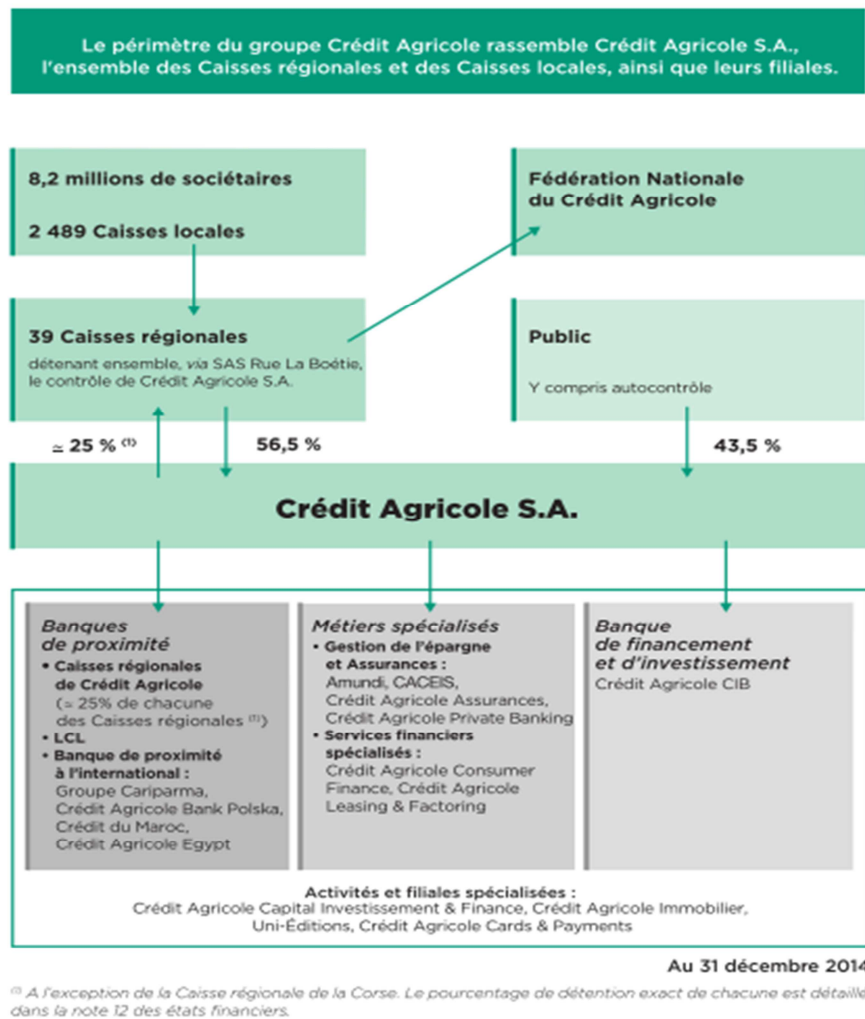 Le périmètre du groupe Crédit Agricole rassemble Crédit Agricole S.A.,
l'ensemble des Caisses régionales et des Caisses locales, ainsi que leurs filiales.
8,2 millions de sociétaires
2 489 Caisses locales
Fédération Nationale
du Crédit Agricole
39 Caisses régionales
détenant ensemble, via SAS Rue La Boétie,
le contrôle de Crédit Agricole S.A.
Public
Y compris autocontrôle
≃ 25 % (1)
56,5 %
43,5 %
Crédit Agricole S.A.
Banques
de proximité
• Caisses régionales
de Crédit Agricole
(≃ 25% de chacune
des Caisses régionales (1))
• LCL
• Banque de proximité
à l'international :
Groupe Cariparma,
Crédit Agricole Bank Polska,
Crédit du Maroc,
Crédit Agricole Egypt
Métiers spécialisés
• Gestion de l'épargne
et Assurances :
Amundi, CACEIS,
Crédit Agricole Assurances,
Crédit Agricole Private Banking
• Services financiers
spécialisés :
Crédit Agricole Consumer
Finance, Crédit Agricole
Leasing & Factoring
Banque
de financement
et d'investissement
Crédit Agricole CIB
Activités et filiales spécialisées :
Crédit Agricole Capital Investissement & Finance, Crédit Agricole Immobilier,
Uni-Éditions, Crédit Agricole Cards & Payments
Au 31 décembre 2014
(1) A l'exception de la Caisse régionale de la Corse. Le pourcentage de détention exact de chacune est détaillé
dans la note 12 des états financiers.